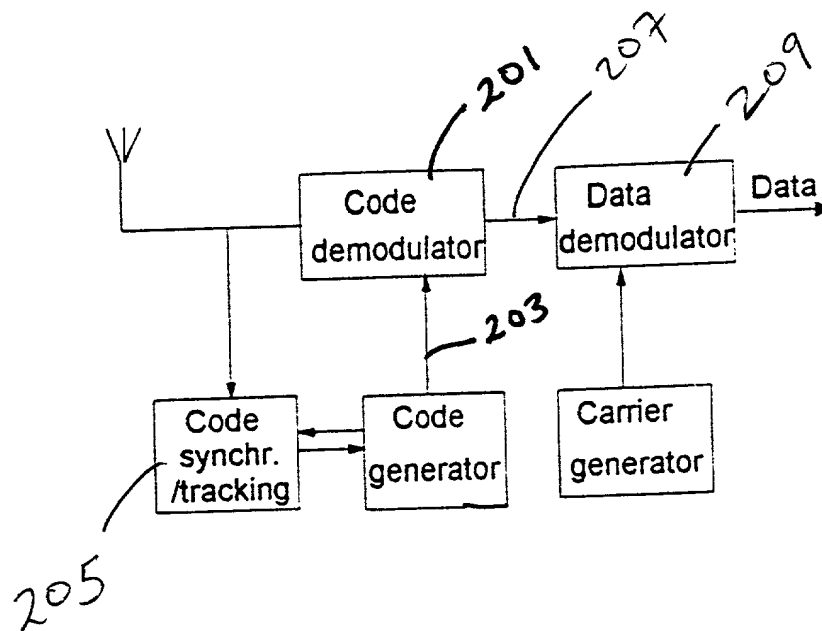 201
207
209
Code
demodulator
Data
demodulator
Data
203
Code
synchr.
/tracking
Code
generator
Carrier
generator
205